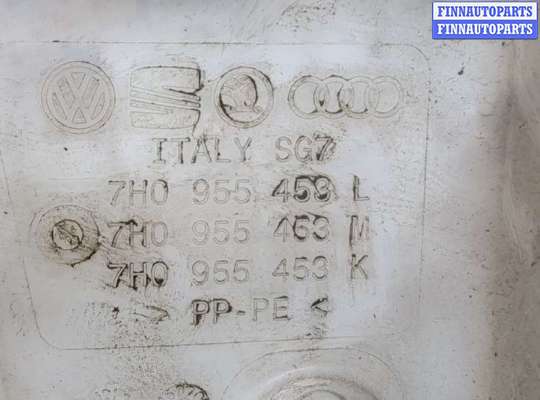 FINNAUTOPARTS
FINNAUTOPARTS
ITALY SG7
7H0 955 453 L
7H0 955 453 M
7H0 955 453 K
> PP-PE <